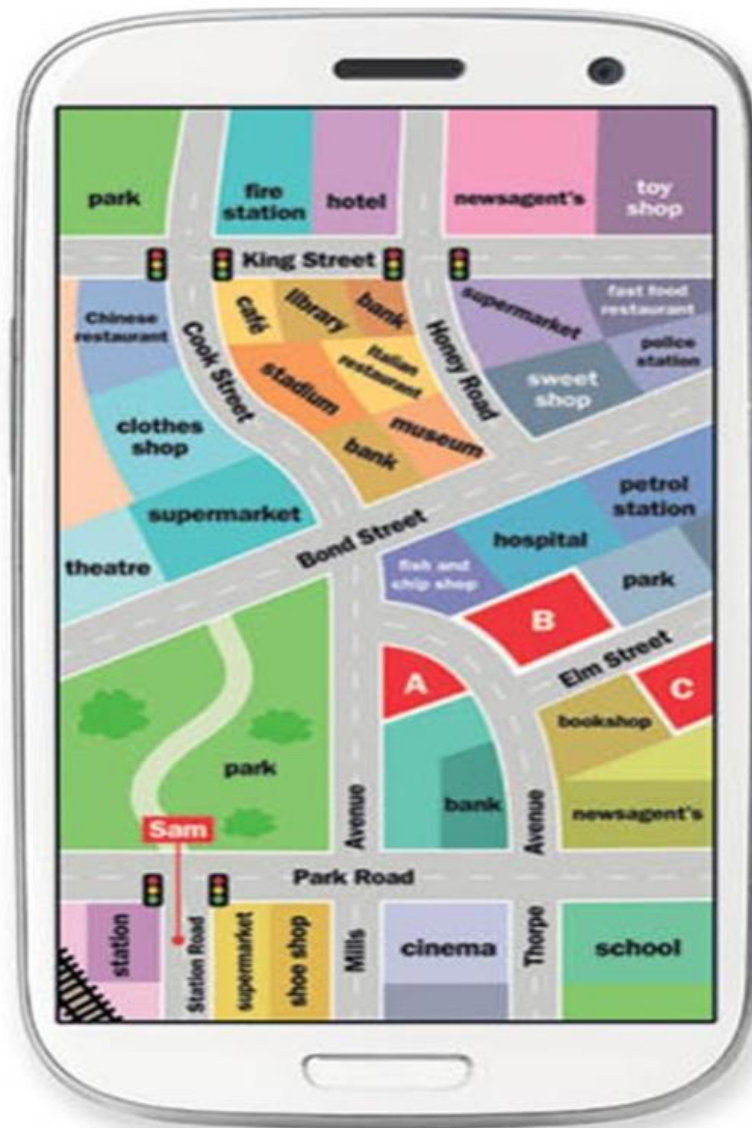 park
fire
station
hotel
newsagent's
toy
shop
King Street
Chinese
restaurant
Cook Street
café
library
bank
Honey Road
supermarket
fast food
restaurant
police
station
stadium
Italian
restaurant
sweet
shop
clothes
shop
museum
bank
supermarket
theatre
Bond Street
petrol
station
hospital
fish and
chip shop
park
B
Elm Street
A
C
bookshop
park
Avenue
bank
Avenue
newsagent's
Sam
Park Road
station
Station Road
supermarket
shoe shop
Mills
cinema
Thorpe
school